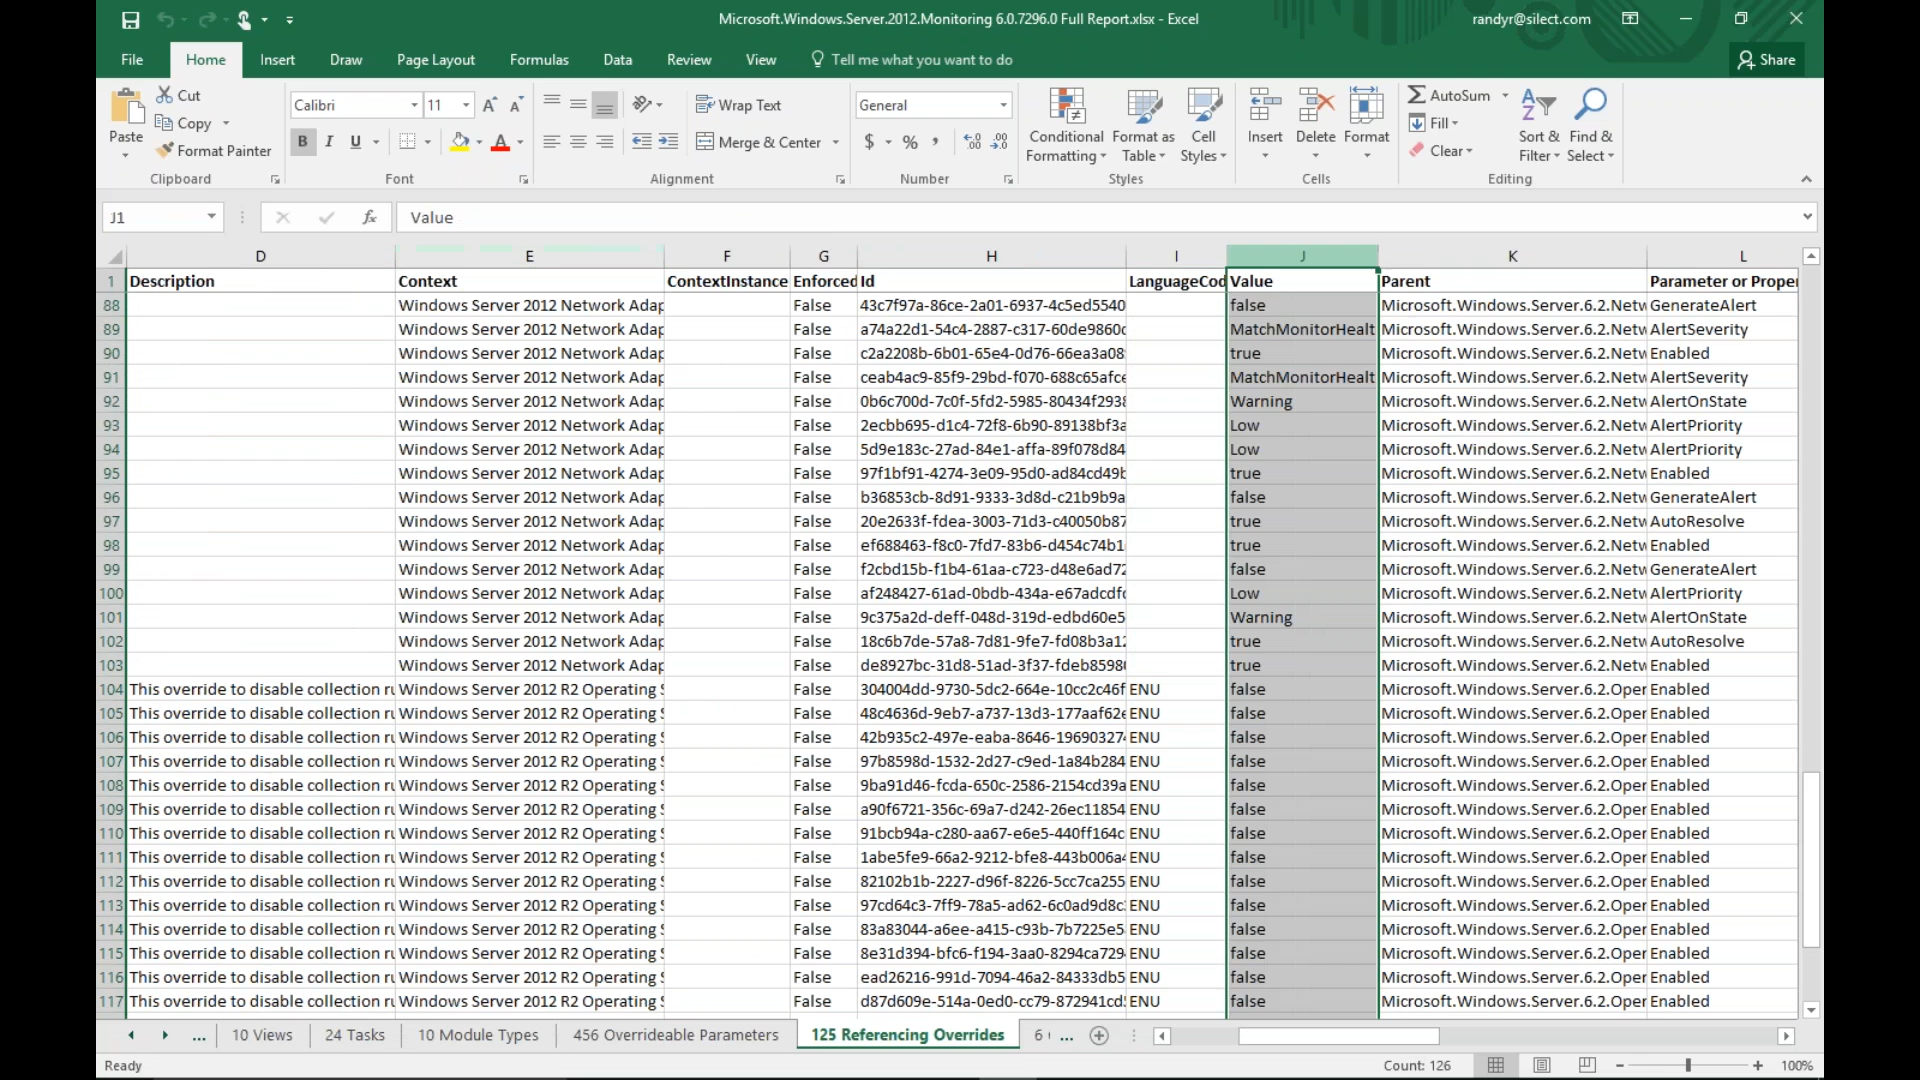 Microsoft.Windows.Server.2012.Monitoring 6.0.7296.0 Full Report.xlsx - Excel
randyr@silect.com
File Home Insert Draw Page Layout Formulas Data Review View Tell me what you want to do Share
Paste
Cut
Copy
Format Painter
Clipboard
Calibri 11
B I U
Font
Wrap Text
Merge & Center
Alignment
General
$ % ,
Number
Conditional Formatting
Format as Table
Cell Styles
Styles
Insert Delete Format
Cells
AutoSum
Fill
Clear
Sort & Filter
Find & Select
Editing
J1 fx Value
D E F G H I J K L
1 Description Context ContextInstance Enforced Id LanguageCod Value Parent Parameter or Proper
88 Windows Server 2012 Network Adap False 43c7f97a-86ce-2a01-6937-4c5ed5540 false Microsoft.Windows.Server.6.2.Netw GenerateAlert
89 Windows Server 2012 Network Adap False a74a22d1-54c4-2887-c317-60de9860c MatchMonitorHealt Microsoft.Windows.Server.6.2.Netw AlertSeverity
90 Windows Server 2012 Network Adap False c2a2208b-6b01-65e4-0d76-66ea3a08 true Microsoft.Windows.Server.6.2.Netw Enabled
91 Windows Server 2012 Network Adap False ceab4ac9-85f9-29bd-f070-688c65afce MatchMonitorHealt Microsoft.Windows.Server.6.2.Netw AlertSeverity
92 Windows Server 2012 Network Adap False 0b6c700d-7c0f-5fd2-5985-80434f2938 Warning Microsoft.Windows.Server.6.2.Netw AlertOnState
93 Windows Server 2012 Network Adap False 2ecbb695-d1c4-72f8-6b90-89138bf3a Low Microsoft.Windows.Server.6.2.Netw AlertPriority
94 Windows Server 2012 Network Adap False 5d9e183c-27ad-84e1-affa-89f078d84 Low Microsoft.Windows.Server.6.2.Netw AlertPriority
95 Windows Server 2012 Network Adap False 97f1bf91-4274-3e09-95d0-ad84cd49b true Microsoft.Windows.Server.6.2.Netw Enabled
96 Windows Server 2012 Network Adap False b36853cb-8d91-9333-3d8d-c21b9b9a false Microsoft.Windows.Server.6.2.Netw GenerateAlert
97 Windows Server 2012 Network Adap False 20e2633f-fdea-3003-71d3-c40050b87 true Microsoft.Windows.Server.6.2.Netw AutoResolve
98 Windows Server 2012 Network Adap False ef688463-f8c0-7fd7-83b6-d454c74b1 true Microsoft.Windows.Server.6.2.Netw Enabled
99 Windows Server 2012 Network Adap False f2cbd15b-f1b4-61aa-c723-d48e6ad72 false Microsoft.Windows.Server.6.2.Netw GenerateAlert
100 Windows Server 2012 Network Adap False af248427-61ad-0bdb-434a-e67adcdf Low Microsoft.Windows.Server.6.2.Netw AlertPriority
101 Windows Server 2012 Network Adap False 9c375a2d-deff-048d-319d-edbd60e5 Warning Microsoft.Windows.Server.6.2.Netw AlertOnState
102 Windows Server 2012 Network Adap False 18c6b7de-57a8-7d81-9fe7-fd08b3a12 true Microsoft.Windows.Server.6.2.Netw AutoResolve
103 Windows Server 2012 Network Adap False de8927bc-31d8-51ad-3f37-fdeb8598 true Microsoft.Windows.Server.6.2.Netw Enabled
104 This override to disable collection ru Windows Server 2012 R2 Operating S False 304004dd-9730-5dc2-664e-10cc2c46f ENU false Microsoft.Windows.Server.6.2.Oper Enabled
105 This override to disable collection ru Windows Server 2012 R2 Operating S False 48c4636d-9eb7-a737-13d3-177aaf62e ENU false Microsoft.Windows.Server.6.2.Oper Enabled
106 This override to disable collection ru Windows Server 2012 R2 Operating S False 42b935c2-497e-eaba-8646-196903274 ENU false Microsoft.Windows.Server.6.2.Oper Enabled
107 This override to disable collection ru Windows Server 2012 R2 Operating S False 97b8598d-1532-2d27-c9ed-1a84b284 ENU false Microsoft.Windows.Server.6.2.Oper Enabled
108 This override to disable collection ru Windows Server 2012 R2 Operating S False 9ba91d46-fcda-650c-2586-2154cd39a ENU false Microsoft.Windows.Server.6.2.Oper Enabled
109 This override to disable collection ru Windows Server 2012 R2 Operating S False a90f6721-356c-69a7-d242-26ec11854 ENU false Microsoft.Windows.Server.6.2.Oper Enabled
110 This override to disable collection ru Windows Server 2012 R2 Operating S False 91bcb94a-c280-aa67-e6e5-440ff164c ENU false Microsoft.Windows.Server.6.2.Oper Enabled
111 This override to disable collection ru Windows Server 2012 R2 Operating S False 1abe5fe9-66a2-9212-bfe8-443b006a4 ENU false Microsoft.Windows.Server.6.2.Oper Enabled
112 This override to disable collection ru Windows Server 2012 R2 Operating S False 82102b1b-2227-d96f-8226-5cc7ca255 ENU false Microsoft.Windows.Server.6.2.Oper Enabled
113 This override to disable collection ru Windows Server 2012 R2 Operating S False 97cd64c3-7ff9-78a5-ad62-6c0ad9d8c ENU false Microsoft.Windows.Server.6.2.Oper Enabled
114 This override to disable collection ru Windows Server 2012 R2 Operating S False 83a83044-a6ee-a415-c93b-7b7225e5 ENU false Microsoft.Windows.Server.6.2.Oper Enabled
115 This override to disable collection ru Windows Server 2012 R2 Operating S False 8e31d394-bfc6-f194-3aa0-8294ca729 ENU false Microsoft.Windows.Server.6.2.Oper Enabled
116 This override to disable collection ru Windows Server 2012 R2 Operating S False ead26216-991d-7094-46a2-84333db5 ENU false Microsoft.Windows.Server.6.2.Oper Enabled
117 This override to disable collection ru Windows Server 2012 R2 Operating S False d87d609e-514a-0ed0-cc79-872941cd ENU false Microsoft.Windows.Server.6.2.Oper Enabled
... 10 Views 24 Tasks 10 Module Types 456 Overrideable Parameters 125 Referencing Overrides 6 ...
Ready Count: 126 100%